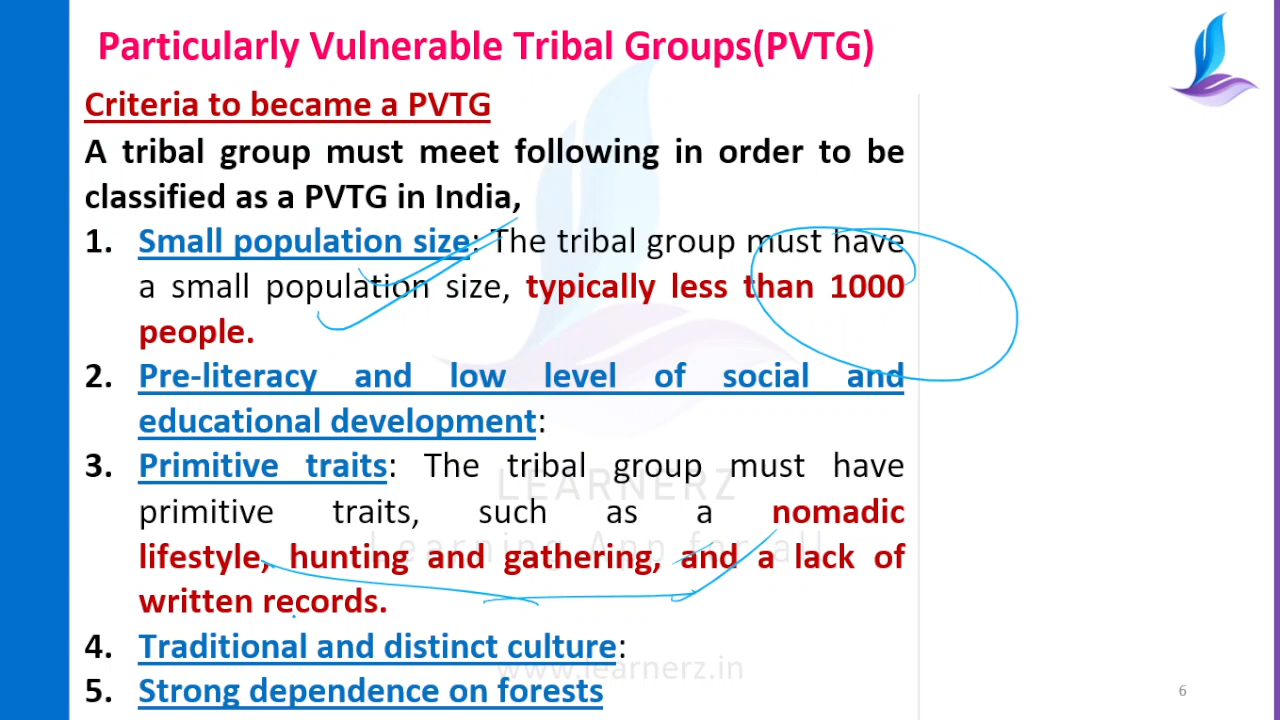 Particularly Vulnerable Tribal Groups(PVTG)
Criteria to became a PVTG
A tribal group must meet following in order to be
classified as a PVTG in India,
1. Small population size: The tribal group must have
a small population size, typically less than 1000
people.
2. Pre-literacy and low level of social and
educational development:
3. Primitive traits: The tribal group must have
LEARNERZ
primitive traits, such as a nomadic
Learning App for all
lifestyle, hunting and gathering, and a lack of
written records.
4. Traditional and distinct culture:
www.learnerz.in
5. Strong dependence on forests
6